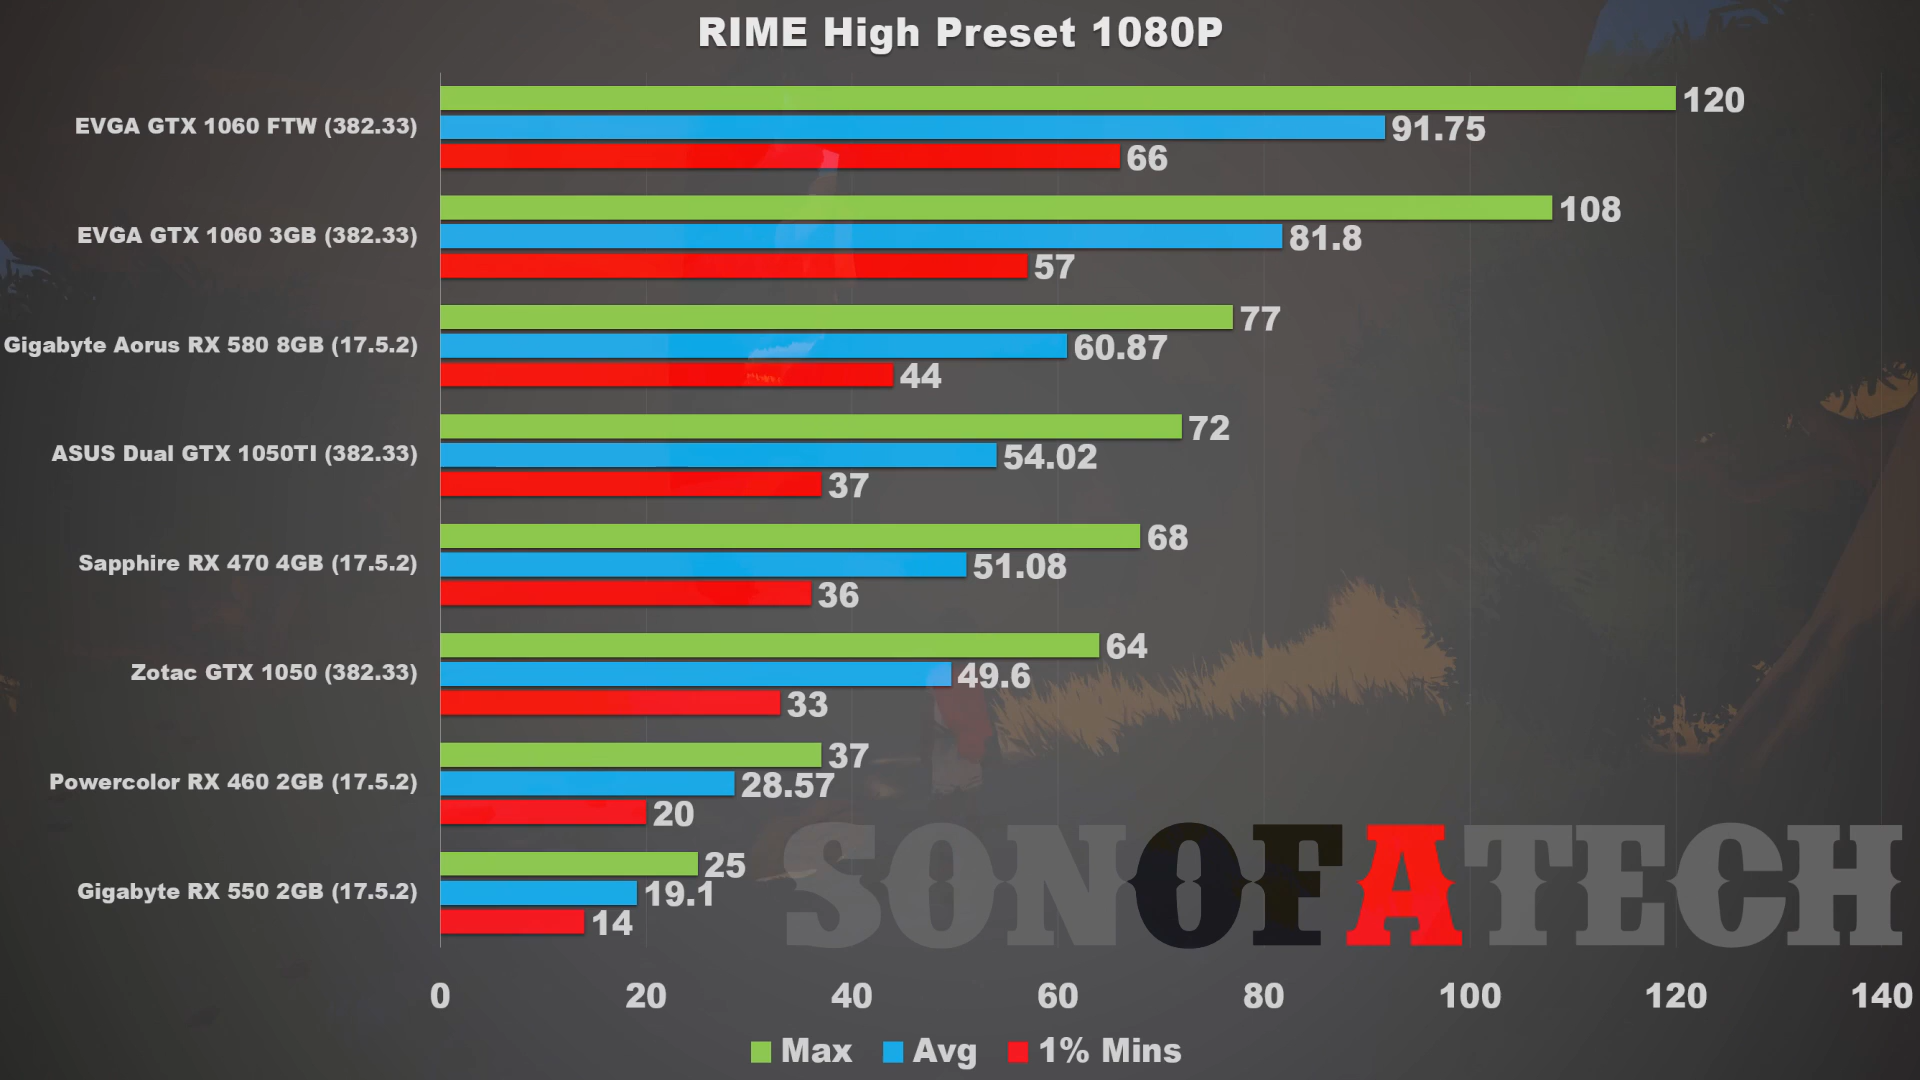 RIME High Preset 1080P
EVGA GTX 1060 FTW (382.33)
120
91.75
66
EVGA GTX 1060 3GB (382.33)
108
81.8
57
Gigabyte Aorus RX 580 8GB (17.5.2)
77
60.87
44
ASUS Dual GTX 1050TI (382.33)
72
54.02
37
Sapphire RX 470 4GB (17.5.2)
68
51.08
36
Zotac GTX 1050 (382.33)
64
49.6
33
Powercolor RX 460 2GB (17.5.2)
37
28.57
20
Gigabyte RX 550 2GB (17.5.2)
25
19.1
14
SONOFATECH
0 20 40 60 80 100 120 140
Max Avg 1% Mins